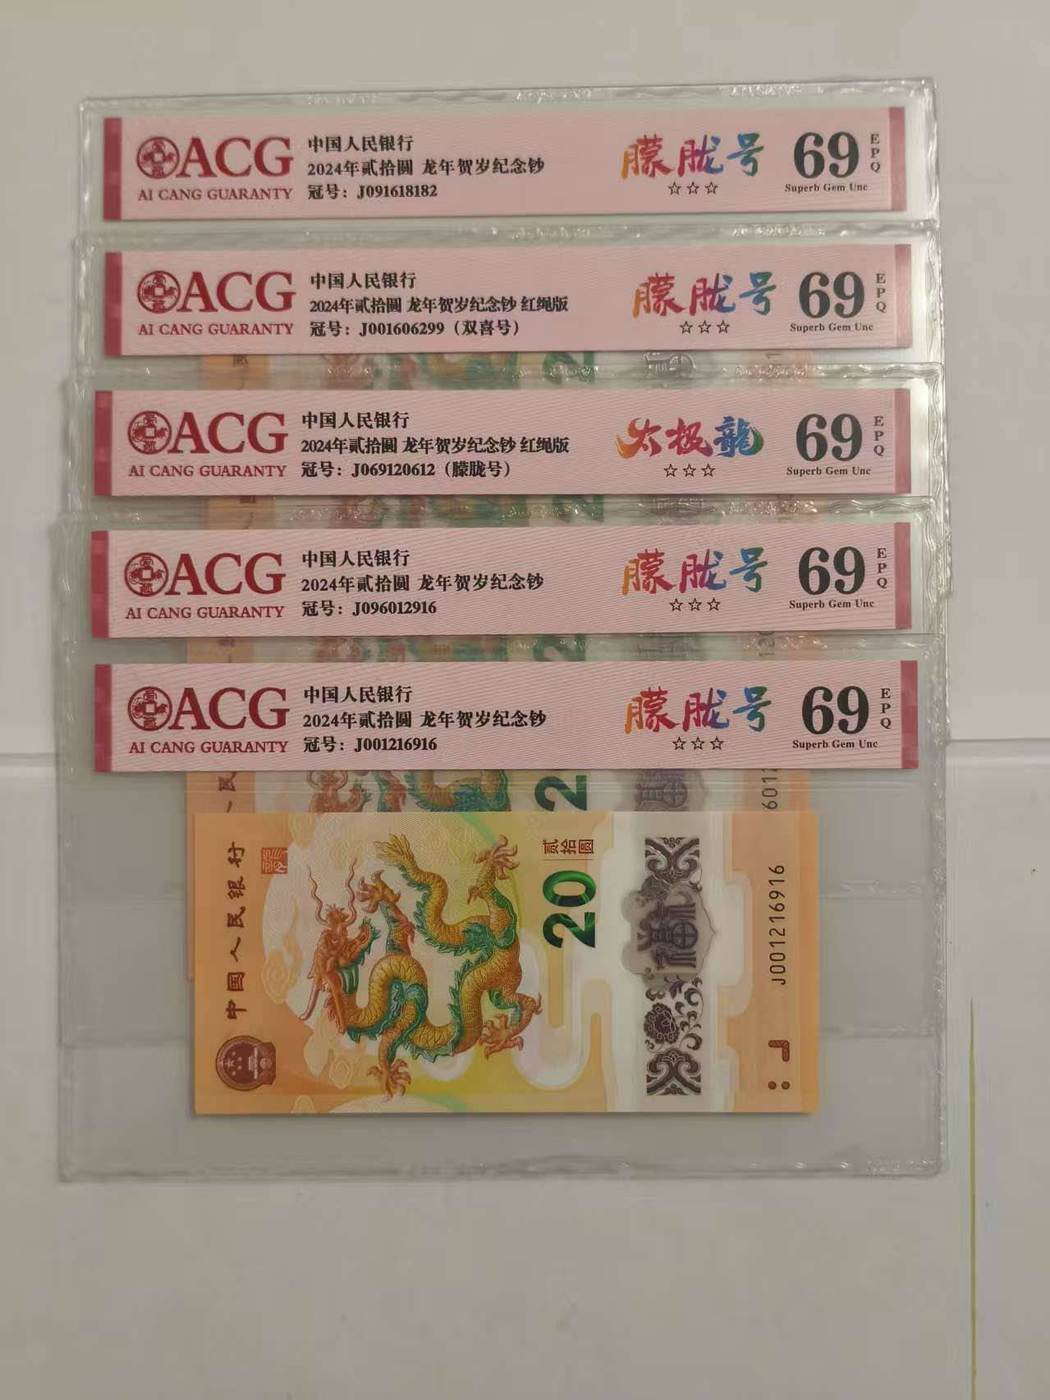 ACG
AI CANG GUARANTY
中国人民银行
2024年贰拾圆 龙年贺岁纪念钞
冠号：J091618182
朦胧号
☆☆☆
69
EPQ
Superb Gem Unc
ACG
AI CANG GUARANTY
中国人民银行
2024年贰拾圆 龙年贺岁纪念钞 红绳版
冠号：J001606299（双喜号）
朦胧号
☆☆☆
69
EPQ
Superb Gem Unc
ACG
AI CANG GUARANTY
中国人民银行
2024年贰拾圆 龙年贺岁纪念钞 红绳版
冠号：J069120612（朦胧号）
太极龍
☆☆☆
69
EPQ
Superb Gem Unc
ACG
AI CANG GUARANTY
中国人民银行
2024年贰拾圆 龙年贺岁纪念钞
冠号：J096012916
朦胧号
☆☆☆
69
EPQ
Superb Gem Unc
ACG
AI CANG GUARANTY
中国人民银行
2024年贰拾圆 龙年贺岁纪念钞
冠号：J001216916
朦胧号
☆☆☆
69
EPQ
Superb Gem Unc
中国人民银行
贰拾圆
20
J001216916